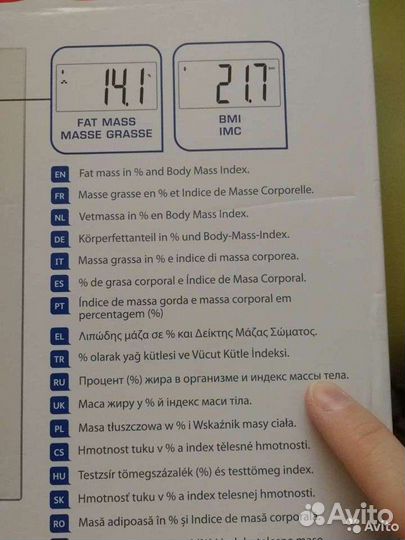 14.1 %
21.7
FAT MASS
MASSE GRASSE
BMI
IMC
EN Fat mass in % and Body Mass Index.
FR Masse grasse en % et Indice de Masse Corporelle.
NL Vetmassa in % en Body Mass Index.
DE Körperfettanteil in % und Body-Mass-Index.
IT Massa grassa in % e indice di massa corporea.
ES % de grasa corporal e Índice de Masa Corporal.
PT Índice de massa gorda e massa corporal em
percentagem (%)
EL Λιπώδης μάζα σε % και Δείκτης Μάζας Σώματος.
TR % olarak yağ kütlesi ve Vücut Kütle İndeksi.
RU Процент (%) жира в организме и индекс массы тела.
UK Маса жиру у % й індекс маси тіла.
PL Masa tłuszczowa w % i Wskaźnik masy ciała.
CS Hmotnost tuku v % a index tělesné hmotnosti.
HU Testzsír tömegszázalék (%) és testtömeg index.
SK Hmotnosť tuku v % a index telesnej hmotnosti.
RO Masă adipoasă în % și Indice de masă corporală
Avito
Avito